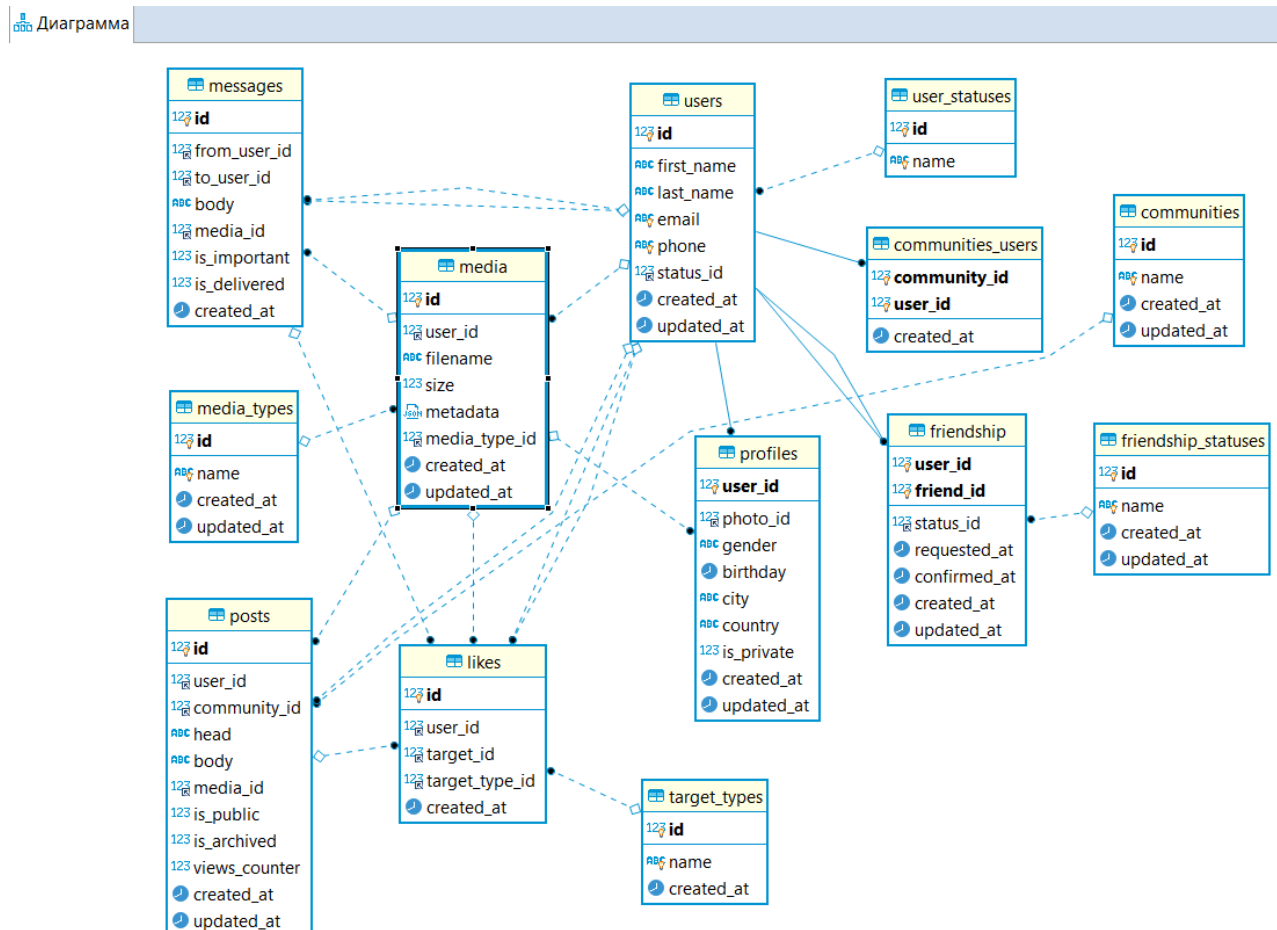 Диаграмма
messages
id
from_user_id
to_user_id
body
media_id
is_important
is_delivered
created_at
users
id
first_name
last_name
email
phone
status_id
created_at
updated_at
user_statuses
id
name
communities
id
name
created_at
updated_at
communities_users
community_id
user_id
created_at
media
id
user_id
filename
size
metadata
media_type_id
created_at
updated_at
media_types
id
name
created_at
updated_at
profiles
user_id
photo_id
gender
birthday
city
country
is_private
created_at
updated_at
friendship
user_id
friend_id
status_id
requested_at
confirmed_at
created_at
updated_at
friendship_statuses
id
name
created_at
updated_at
posts
id
user_id
community_id
head
body
media_id
is_public
is_archived
views_counter
created_at
updated_at
likes
id
user_id
target_id
target_type_id
created_at
target_types
id
name
created_at